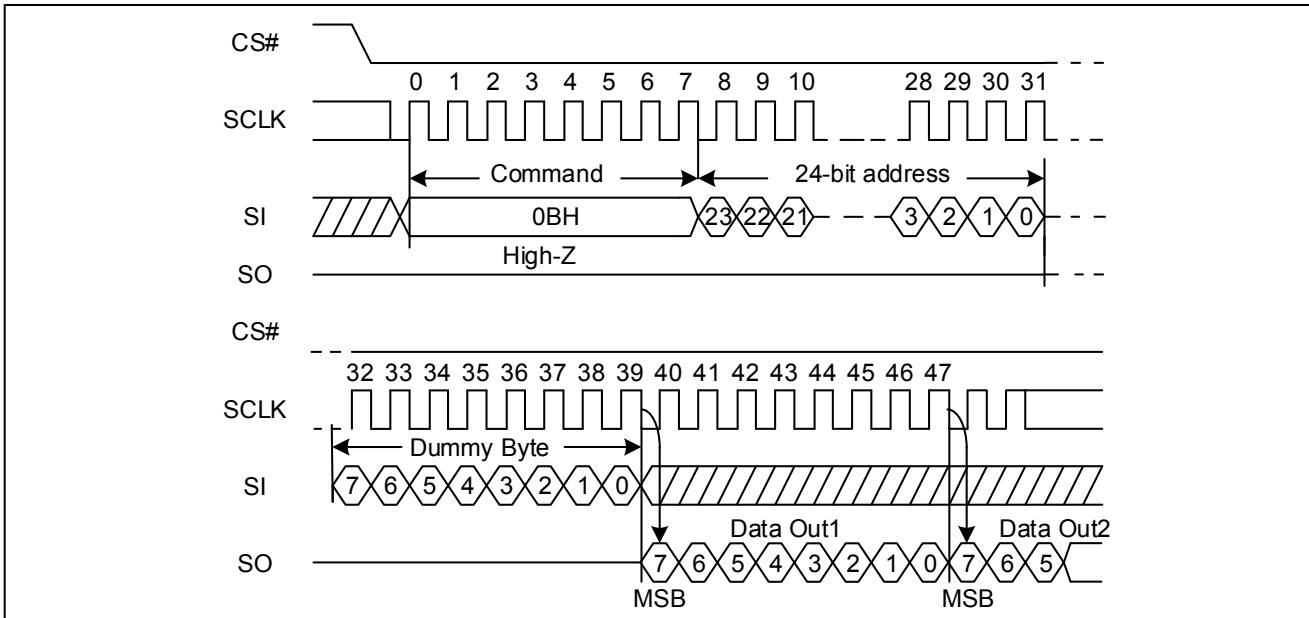 CS#
0 1 2 3 4 5 6 7 8 9 10 28 29 30 31
SCLK
Command 24-bit address
SI 0BH 23 22 21 3 2 1 0
High-Z
SO
CS#
32 33 34 35 36 37 38 39 40 41 42 43 44 45 46 47
SCLK
Dummy Byte
SI 7 6 5 4 3 2 1 0
Data Out1 Data Out2
SO 7 6 5 4 3 2 1 0 7 6 5
MSB MSB